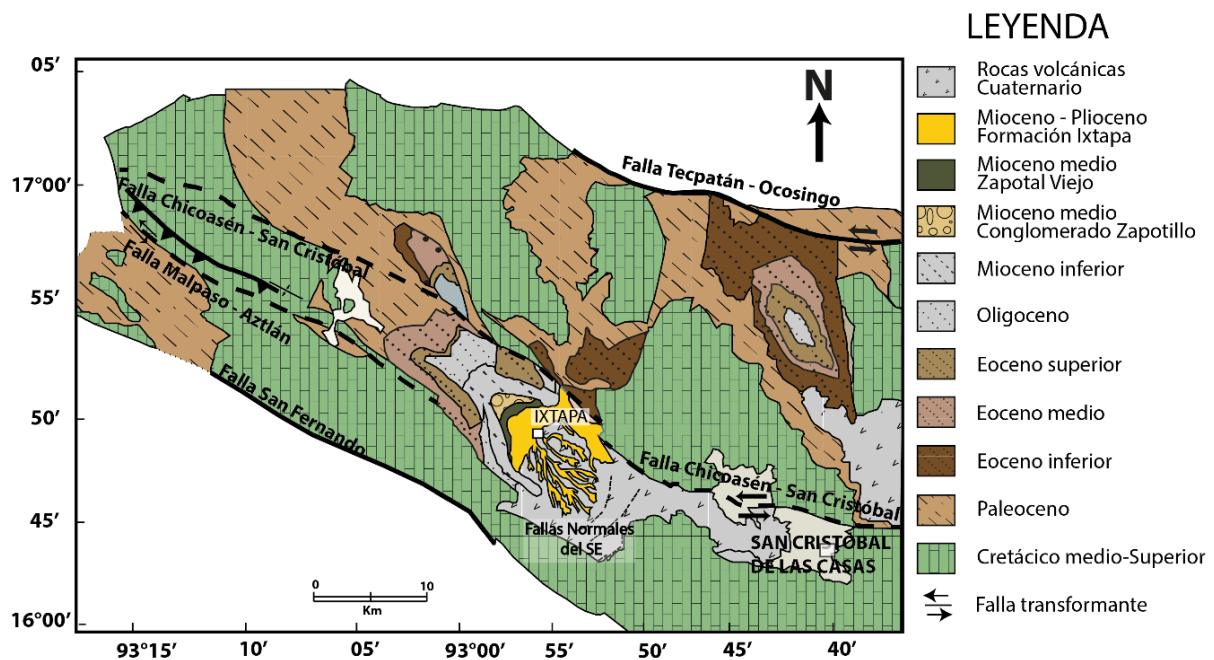 LEYENDA
Rocas volcánicas
Cuaternario
Mioceno - Plioceno
Formación Ixtapa
Mioceno medio
Zapotal Viejo
Mioceno medio
Conglomerado Zapotillo
Mioceno inferior
Oligoceno
Eoceno superior
Eoceno medio
Eoceno inferior
Paleoceno
Cretácico medio-Superior
Falla transformante
N
05’
17°00’
55’
50’
45’
16°00’
93°15’
10’
05’
93°00’
55’
50’
45’
40’
Falla Tecpatán - Ocosingo
Falla Chicoasén - San Cristóbal
Falla Malpaso - Aztlán
Falla San Fernando
IXTAPA
Falla Chicoasén - San Cristóbal
Fallas Normales
del SE
SAN CRISTÓBAL
DE LAS CASAS
0
10
Km